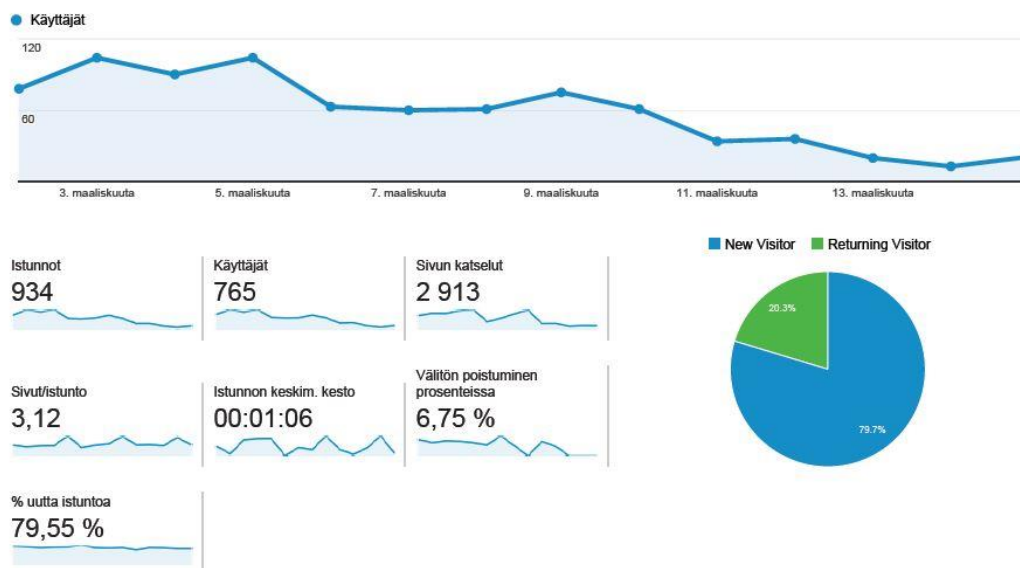 Käyttäjät
120
60
3. maaliskuuta 5. maaliskuuta 7. maaliskuuta 9. maaliskuuta 11. maaliskuuta 13. maaliskuuta
New Visitor Returning Visitor
20.3%
79.7%
Istunnot
934
Käyttäjät
765
Sivun katselut
2 913
Sivut/istunto
3,12
Istunnon keskim. kesto
00:01:06
Välitön poistuminen
prosenteissa
6,75 %
% uutta istuntoa
79,55 %